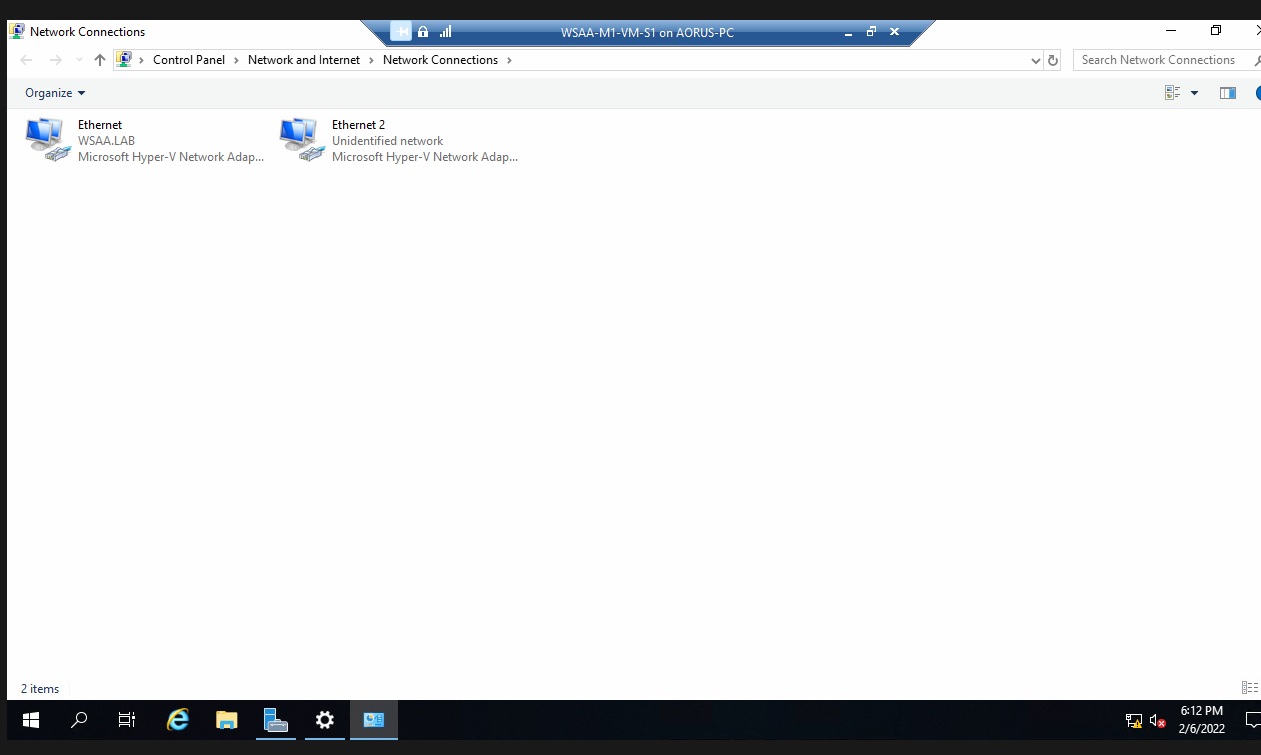 Network Connections
WSAA-M1-VM-S1 on AORUS-PC
Control Panel > Network and Internet > Network Connections >
Search Network Connections
Organize
Ethernet
WSAA.LAB
Microsoft Hyper-V Network Adap...
Ethernet 2
Unidentified network
Microsoft Hyper-V Network Adap...
2 items
6:12 PM
2/6/2022